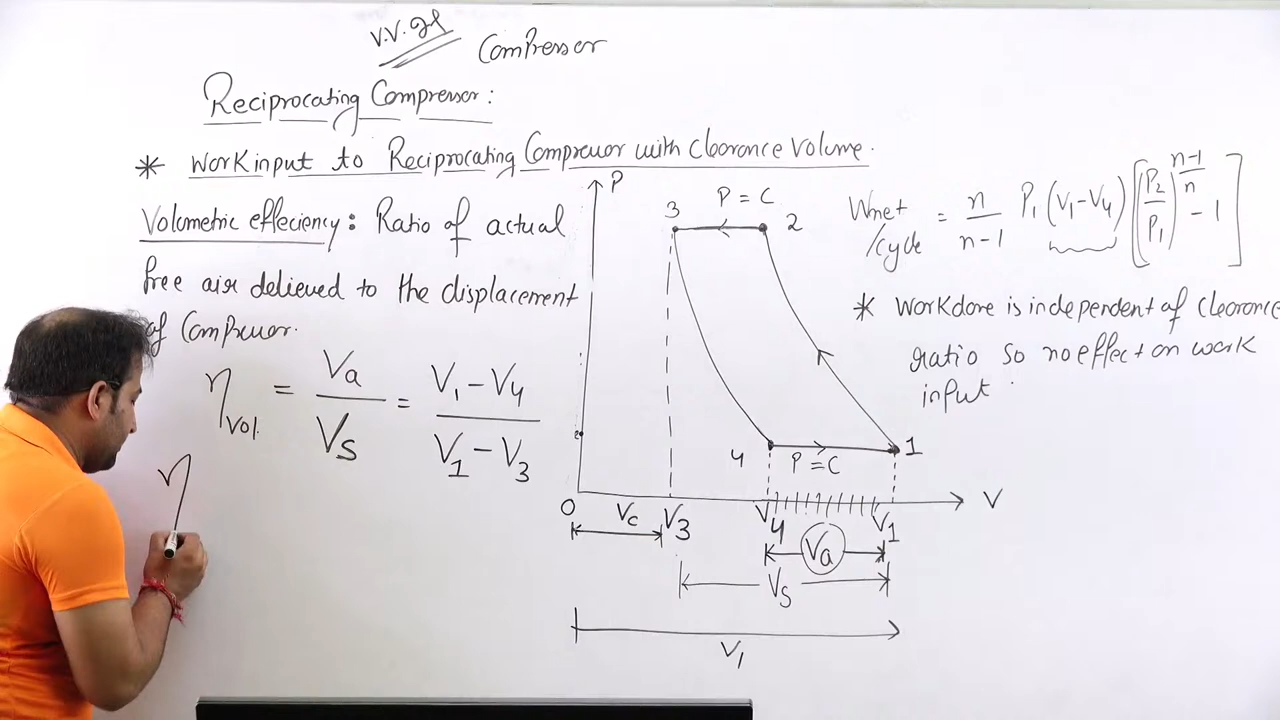 V.V. Imp
Compressor
Reciprocating Compressor:
* Work input to Reciprocating Compressor with clearance Volume.
Volumetric effeciency: Ratio of actual
free air delieved to the displacement
of Compressor.
η vol. = Va / Vs = V1 - V4 / V1 - V3
η
P
3 P = C 2
4 P = C 1
0 Vc V3 V4 V1 V
Va
Vs
V1
Wnet /cycle = n / n-1 P1 (V1-V4) [(P2 / P1)^n-1/n - 1]
* Workdone is independent of clearance
ratio so no effect on work
input.